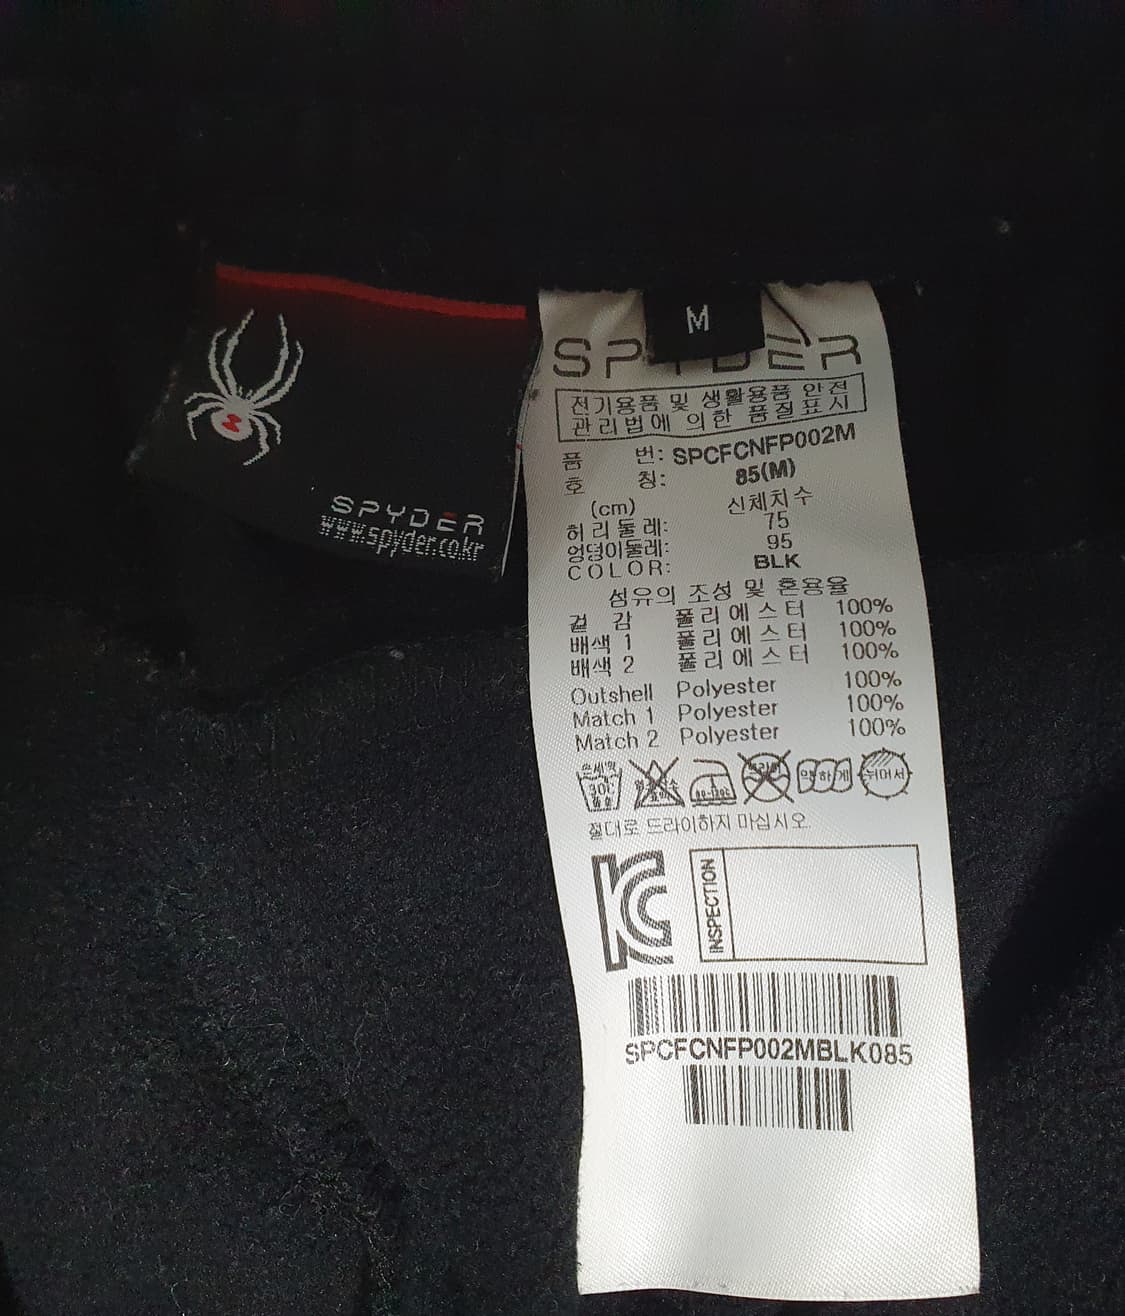 SPYDER
www.spyder.co.kr
M
SPYDER
전기용품 및 생활용품 안전
관리법에 의한 품질표시
품 번: SPCFCNFP002M
호 칭: 85(M)
(cm) 신체치수
허리둘레: 75
엉덩이둘레: 95
COLOR: BLK
섬유의 조성 및 혼용율
겉 감 폴리에스터 100%
배색 1 폴리에스터 100%
배색 2 폴리에스터 100%
Outshell Polyester 100%
Match 1 Polyester 100%
Match 2 Polyester 100%
손세탁 30℃ 약하게 뉘어서
80-120℃
절대로 드라이하지 마십시오.
KC
INSPECTION
SPCFCNFP002MBLK085